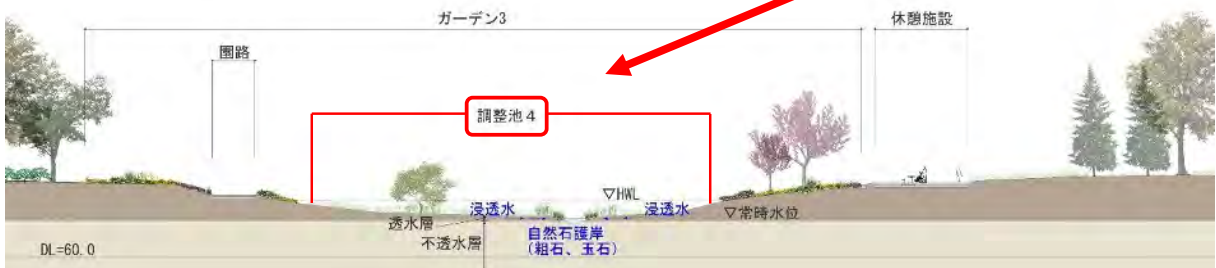 ガーデン3
休憩施設
園路
調整池4
▽HWL
浸透水
浸透水
▽常時水位
透水層
不透水層
自然石護岸
(粗石、玉石)
DL=60.0